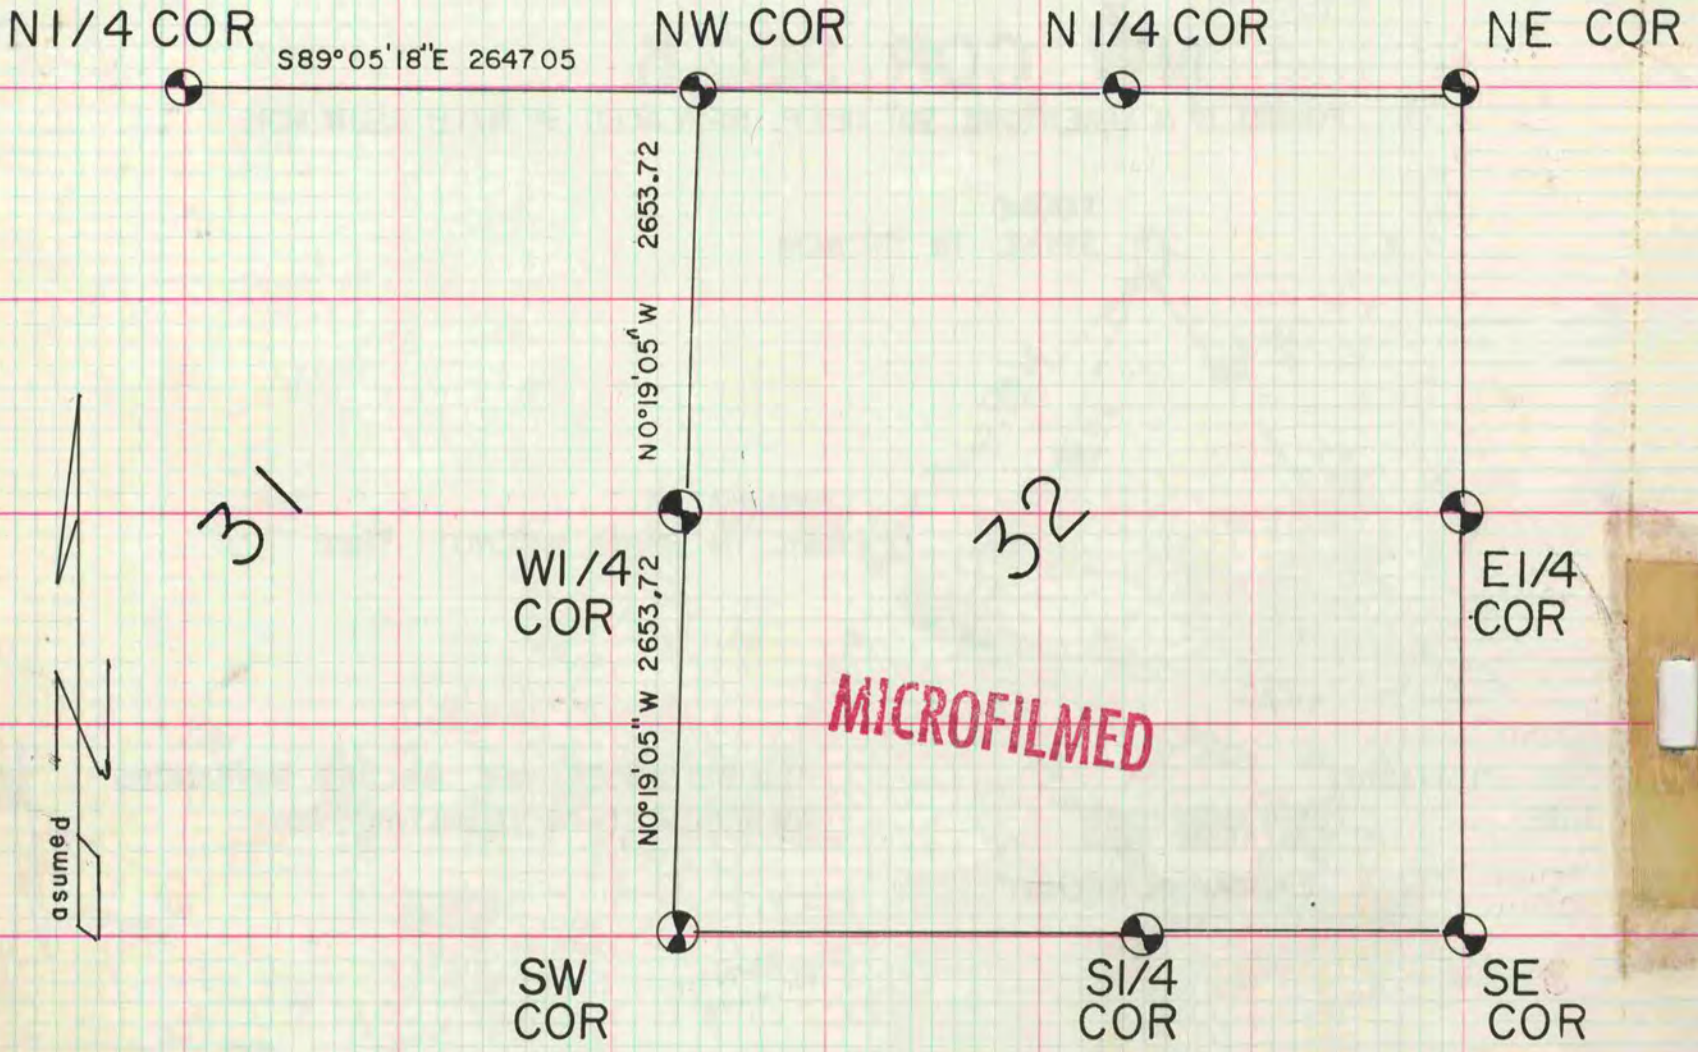 N1/4 COR
NW COR
N 1/4 COR
NE COR
S89°05'18"E 264705
N0°19'05"W 2653.72
31
32
W1/4
COR
E1/4
COR
N0°19'05"W 2653.72
MICROFILMED
N
asumed
SW
COR
S1/4
COR
SE
COR